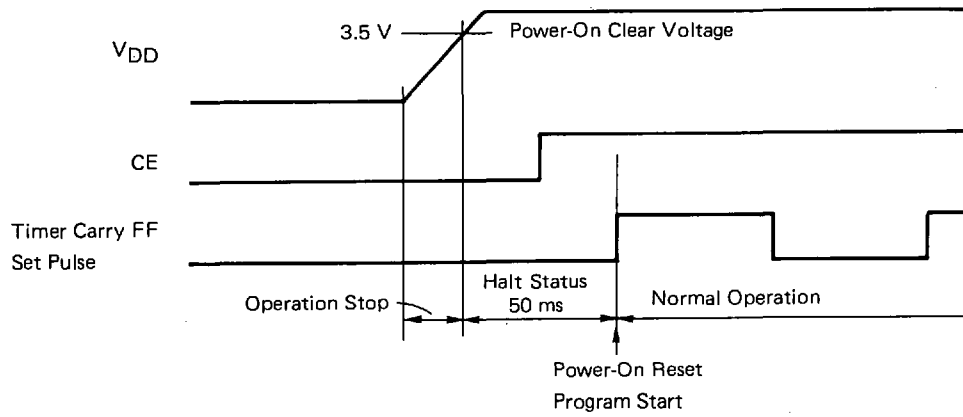 3.5 V
Power-On Clear Voltage
VDD
CE
Timer Carry FF
Set Pulse
Halt Status
50 ms
Operation Stop
Normal Operation
Power-On Reset
Program Start